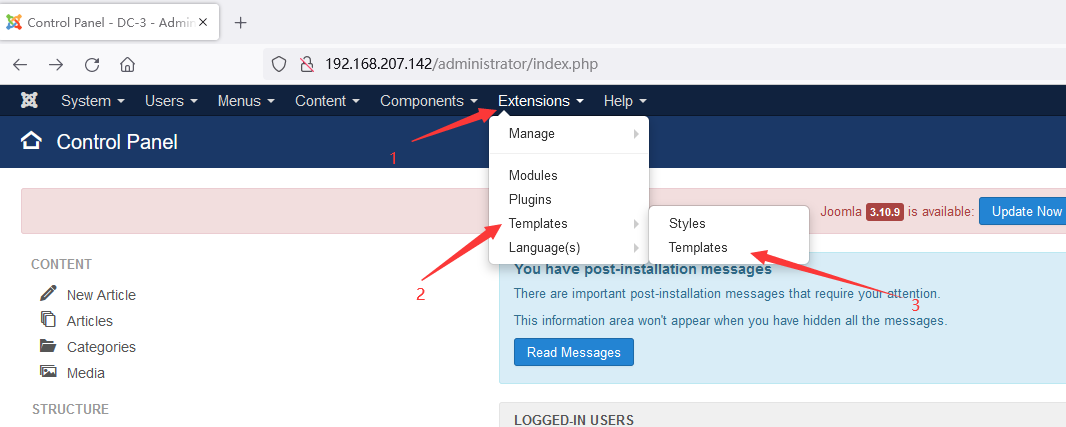 Control Panel - DC-3 - Admin
192.168.207.142/administrator/index.php
System Users Menus Content Components Extensions Help
1
Control Panel
Manage
Modules
Plugins
Templates
Language(s)
Styles
Templates
2
3
Joomla 3.10.9 is available: Update Now
You have post-installation messages
There are important post-installation messages that require your attention.
This information area won't appear when you have hidden all the messages.
Read Messages
CONTENT
New Article
Articles
Categories
Media
STRUCTURE
LOGGED-IN USERS